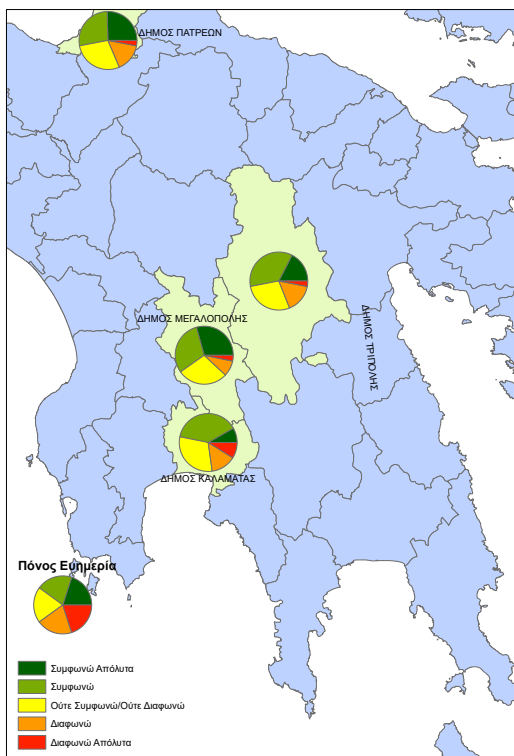 ΔΗΜΟΣ ΠΑΤΡΕΩΝ
ΔΗΜΟΣ ΜΕΓΑΛΟΠΟΛΗΣ
ΔΗΜΟΣ ΤΡΙΠΟΛΗΣ
ΔΗΜΟΣ ΚΑΛΑΜΑΤΑΣ
Πόνος Ευημερία
Συμφωνώ Απόλυτα
Συμφωνώ
Ούτε Συμφωνώ/Ούτε Διαφωνώ
Διαφωνώ
Διαφωνώ Απόλυτα